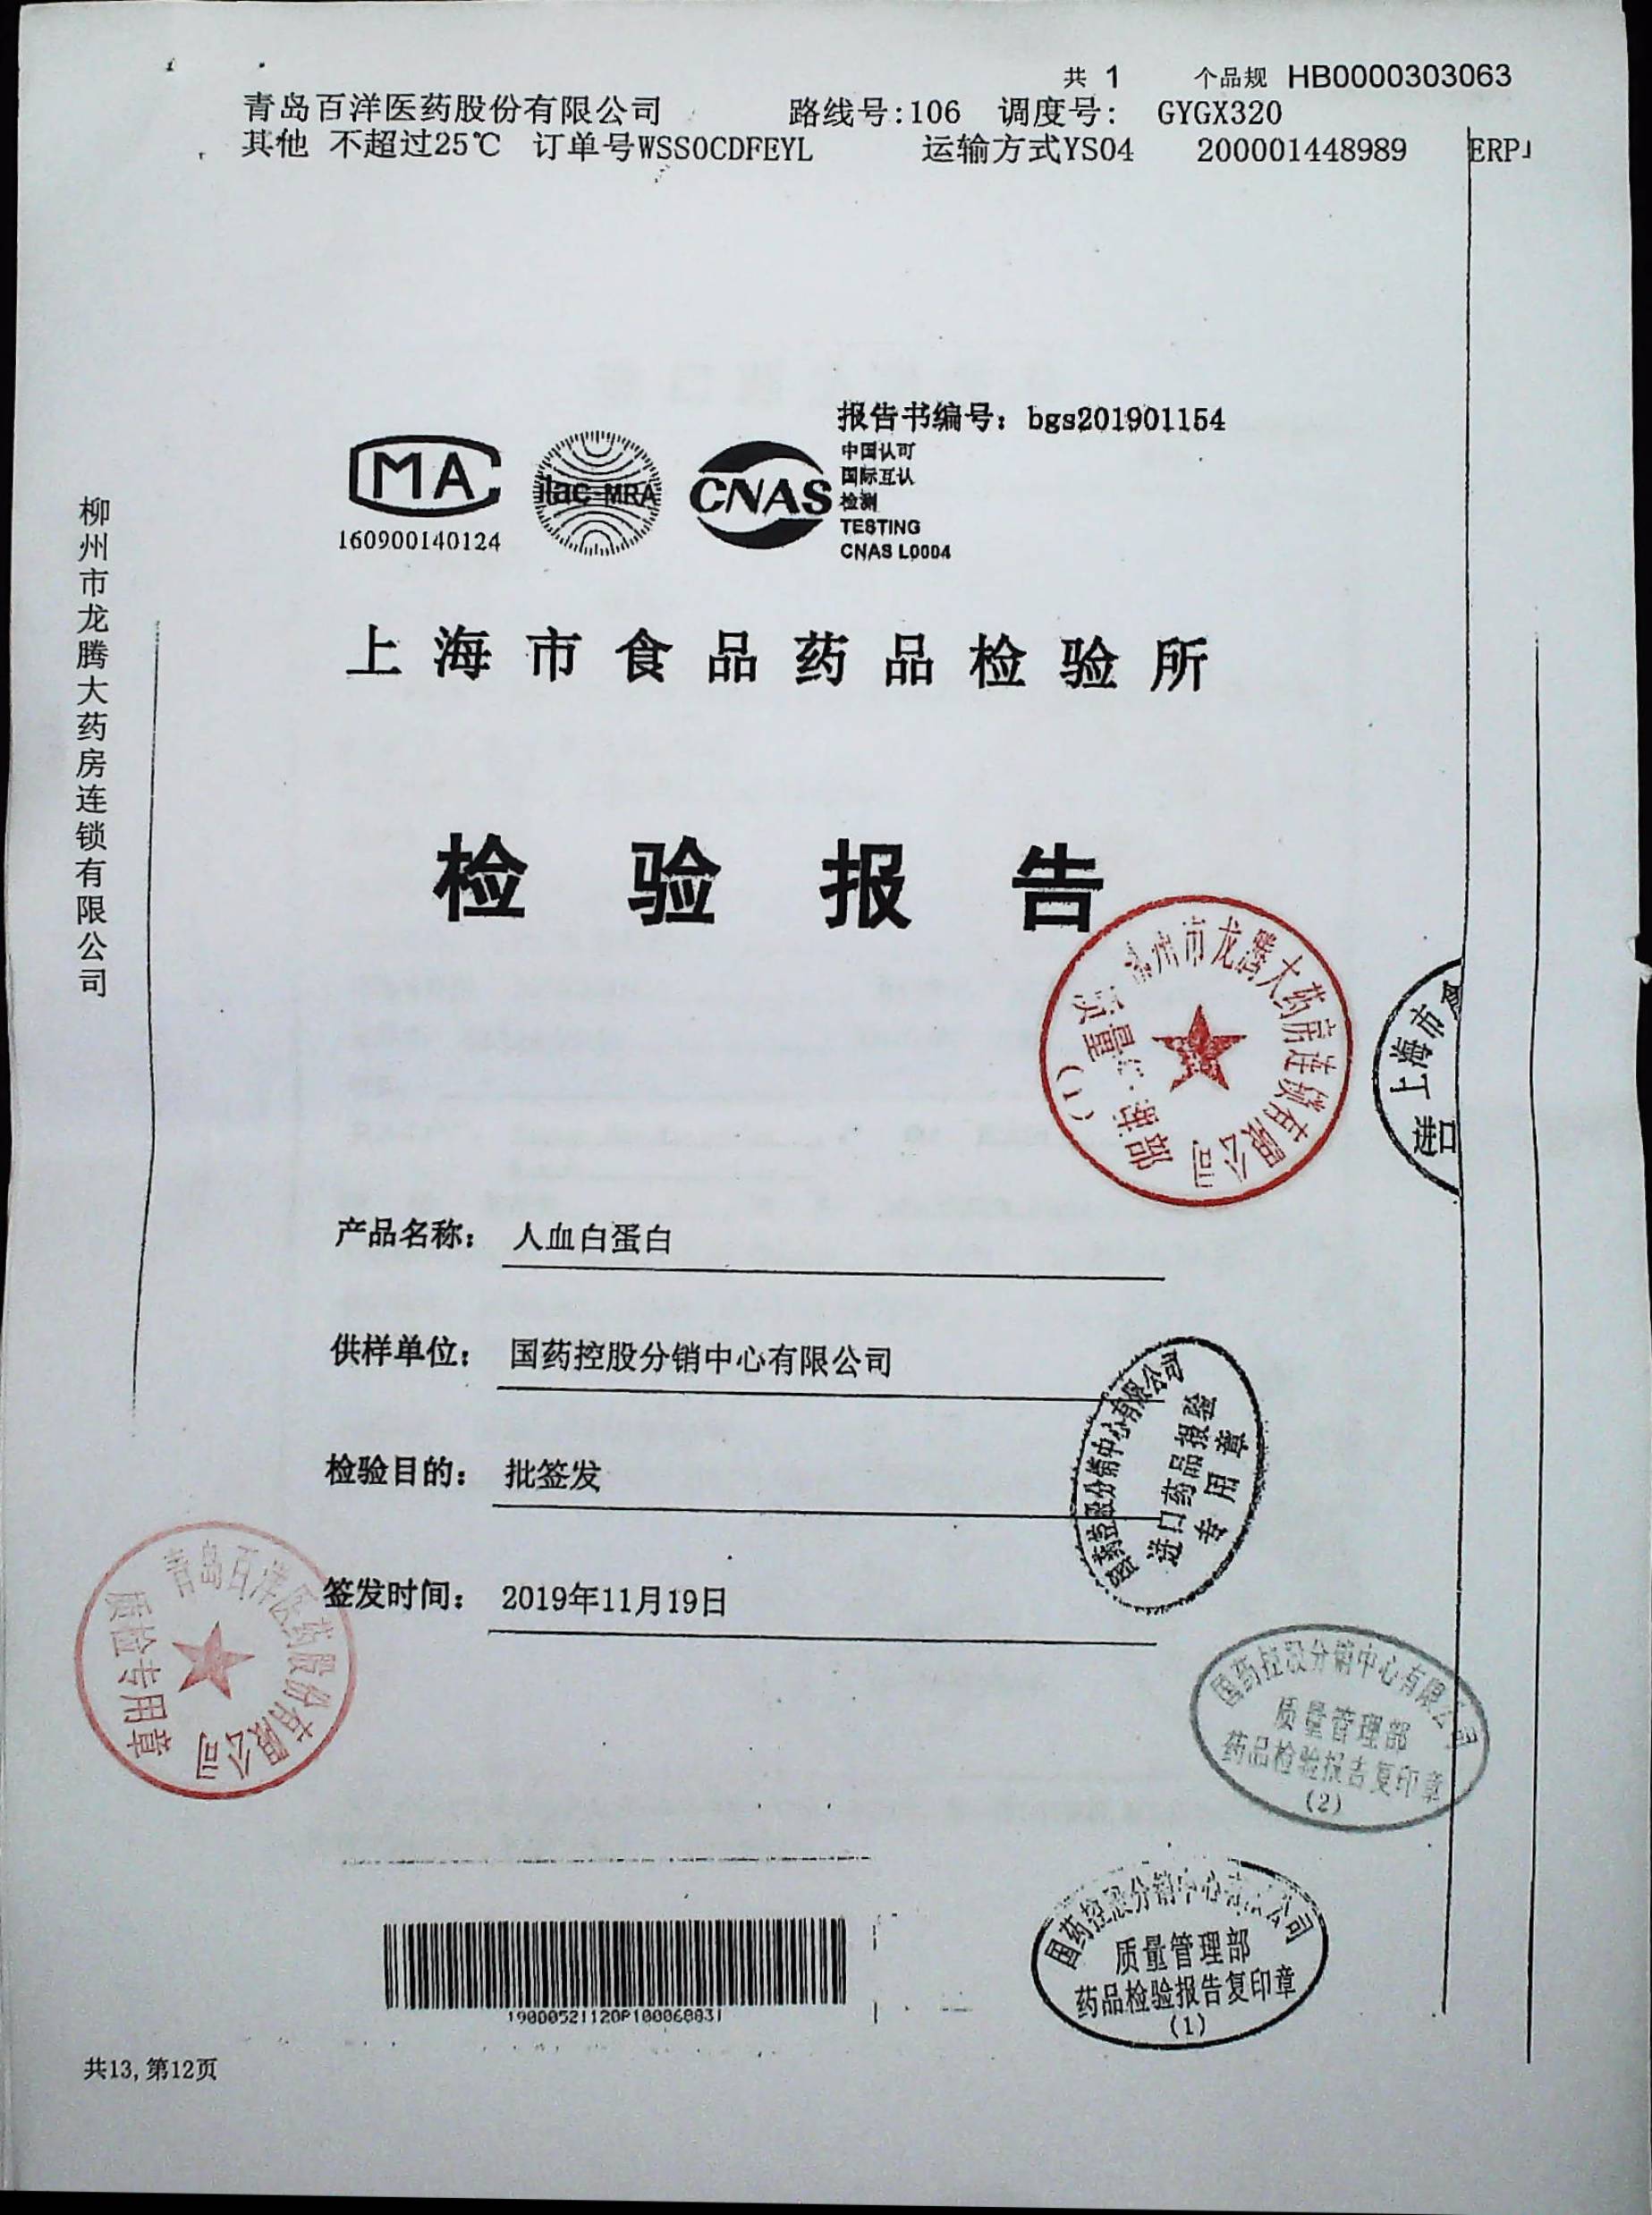 共 1 个品规 HB0000303063
青岛百洋医药股份有限公司 路线号:106 调度号: GYGX320
其他 不超过25℃ 订单号WSSOCDFEYL 运输方式YS04 200001448989 ERP
报告书编号：bgs201901154
MA
160900140124
ilac-MRA
CNAS
中国认可
国际互认
检测
TESTING
CNAS L0004
柳州市龙腾大药房连锁有限公司
上海市食品药品检验所
检验报告
州市龙腾大药房连锁有限公司
质量
部
(1)
上海市
进口
产品名称：人血白蛋白
供样单位：国药控股分销中心有限公司
检验目的：批签发
签发时间：2019年11月19日
国药控股分销中心有限公司
进口药品报验
专用章
青岛百洋医药股份有限公司
质检专用章
国药控股分销中心有限公司
质量管理部
药品检验报告复印章
(2)
国药控股分销中心有限公司
质量管理部
药品检验报告复印章
(1)
共13,第12页